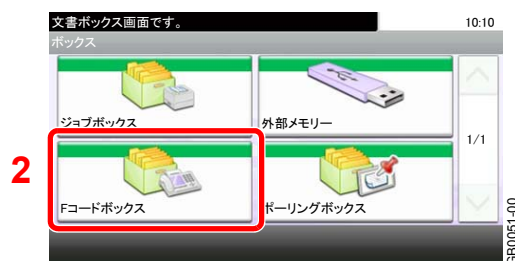 文書ボックス画面です。
10:10
ボックス
ジョブボックス
外部メモリー
1/1
2
Fコードボックス
ポーリングボックス
GB0051-00